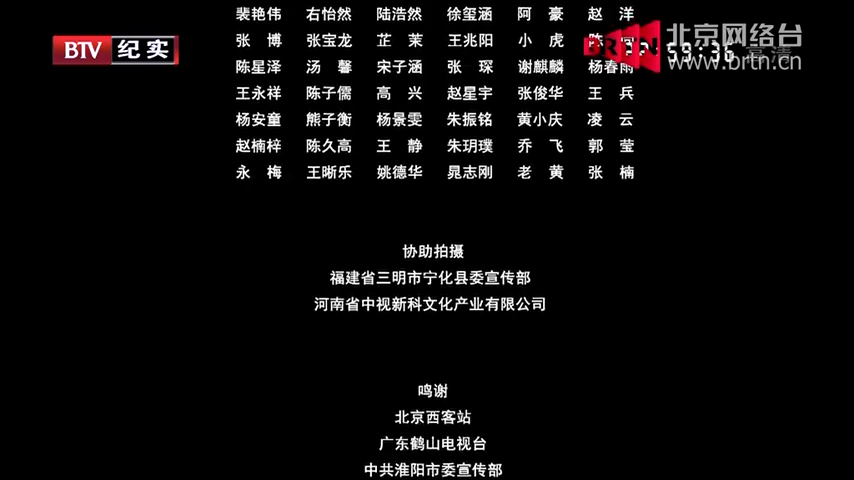 裴艳伟 右怡然 陆浩然 徐玺涵 阿 豪 赵 洋
BTV 纪实
北京网络台
www.brtn.cn
高清
张 博 张宝龙 芷 茉 王兆阳 小 虎
陈星泽 汤 馨 宋子涵 张 琛 谢麒麟 杨春雨
王永祥 陈子儒 高 兴 赵星宇 张俊华 王 兵
杨安童 熊子衡 杨景雯 朱振铭 黄小庆 凌 云
赵楠梓 陈久高 王 静 朱玥璞 乔 飞 郭 莹
永 梅 王晰乐 姚德华 晁志刚 老 黄 张 楠
协助拍摄
福建省三明市宁化县委宣传部
河南省中视新科文化产业有限公司
鸣谢
北京西客站
广东鹤山电视台
中共淮阳市委宣传部